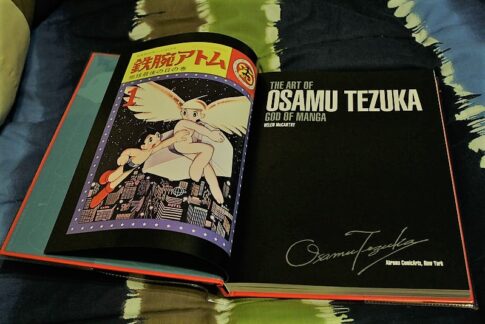 鉄腕アトム
1
THE ART OF
OSAMU TEZUKA
GOD OF MANGA
HELEN McCARTHY
Osamu Tezuka
Abrams ComicArts, New York